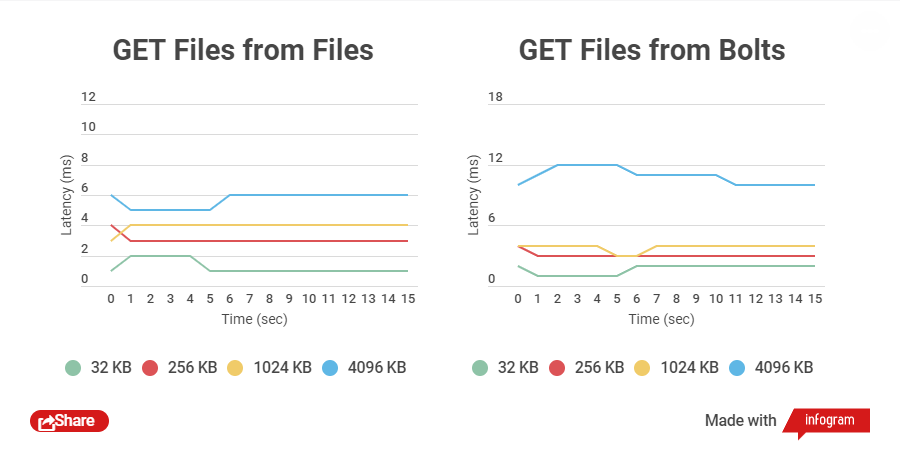 GET Files from Files
12
10
8
6
4
2
0
Latency (ms)
0 1 2 3 4 5 6 7 8 9 10 11 12 13 14 15
Time (sec)
32 KB 256 KB 1024 KB 4096 KB
GET Files from Bolts
18
12
6
0
Latency (ms)
0 1 2 3 4 5 6 7 8 9 10 11 12 13 14 15
Time (sec)
32 KB 256 KB 1024 KB 4096 KB
Share
Made with infogram